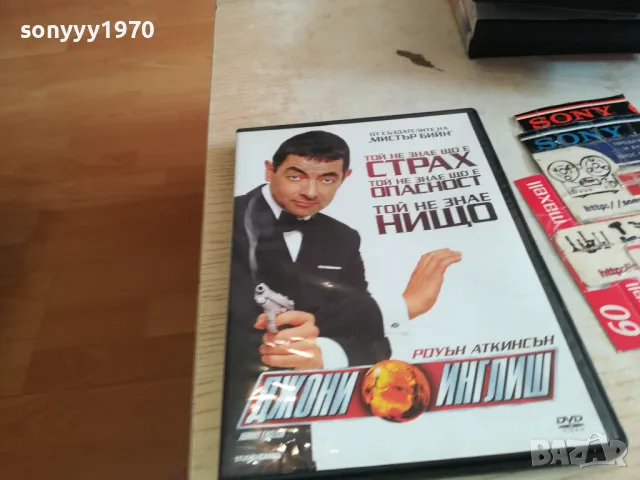 sonyyy1970
ОТ СЪЗДАТЕЛИТЕ НА
"МИСТЪР БИЙН"
ТОЙ НЕ ЗНАЕ ЩО Е
СТРАХ
ТОЙ НЕ ЗНАЕ ЩО Е
ОПАСНОСТ
ТОЙ НЕ ЗНАЕ
НИЩО
РОУЪН АТКИНСЪН
ДЖОНИ ИНГЛИШ
DVD
VIDEO
SONY
SONY
maxell
60
BAZAR